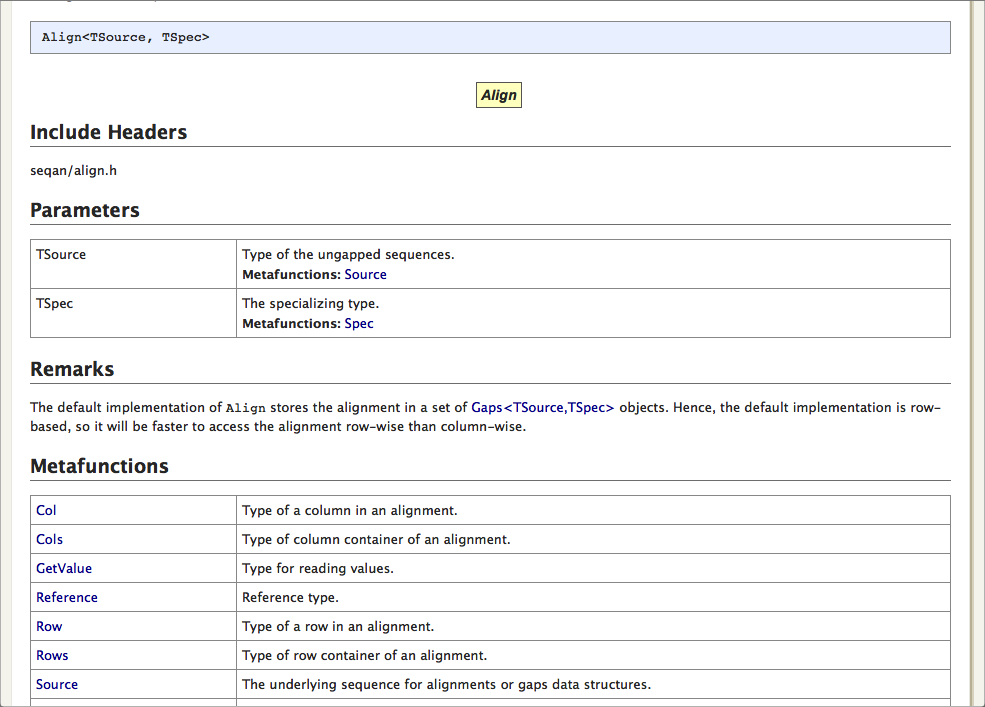 Align<TSource, TSpec>
Align
Include Headers
seqan/align.h
Parameters
TSource
Type of the ungapped sequences.
Metafunctions: Source
TSpec
The specializing type.
Metafunctions: Spec
Remarks
The default implementation of Align stores the alignment in a set of Gaps<TSource,TSpec> objects. Hence, the default implementation is row-
based, so it will be faster to access the alignment row-wise than column-wise.
Metafunctions
Col
Type of a column in an alignment.
Cols
Type of column container of an alignment.
GetValue
Type for reading values.
Reference
Reference type.
Row
Type of a row in an alignment.
Rows
Type of row container of an alignment.
Source
The underlying sequence for alignments or gaps data structures.